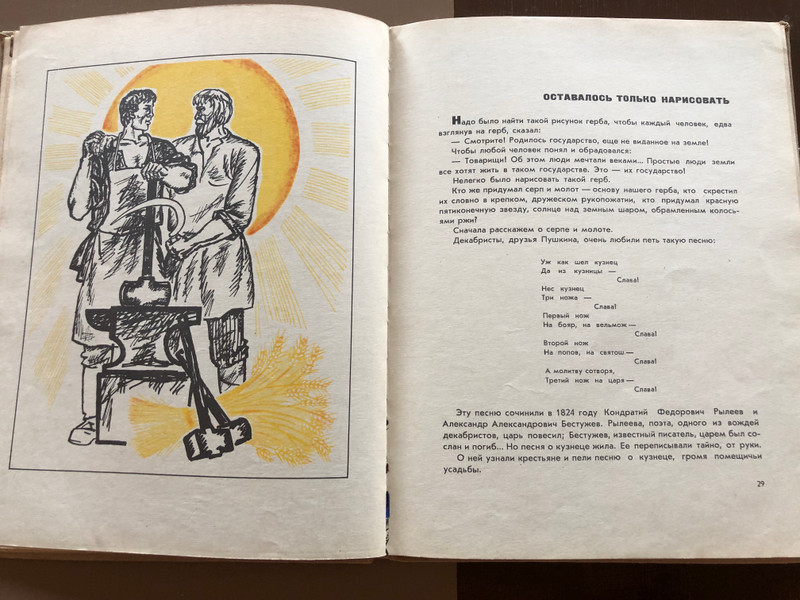 ОСТАВАЛОСЬ ТОЛЬКО НАРИСОВАТЬ
Надо было найти такой рисунок герба, чтобы каждый человек, едва
взглянув на герб, сказал:
— Смотрите! Родилось государство, еще не виданное на земле!
Чтобы любой человек понял и обрадовался:
— Товарищи! Об этом люди мечтали веками... Простые люди земли
все хотят жить в таком государстве. Это — их государство!
Нелегко было нарисовать такой герб.
Кто же придумал серп и молот — основу нашего герба, кто скрестил
их словно в крепком, дружеском рукопожатии, кто придумал красную
пятиконечную звезду, солнце над земным шаром, обрамленным колось-
ями ржи?
Сначала расскажем о серпе и молоте.
Декабристы, друзья Пушкина, очень любили петь такую песню:
Уж как шел кузнец
Да из кузницы —
Слава!
Нес кузнец
Три ножа —
Слава!
Первый нож
На бояр, на вельмож —
Слава!
Второй нож
На попов, на святош —
Слава!
А молитву сотворя,
Третий нож на царя —
Слава!
Эту песню сочинили в 1824 году Кондратий Федорович Рылеев и
Александр Александрович Бестужев. Рылеева, поэта, одного из вождей
декабристов, царь повесил; Бестужев, известный писатель, царем был со-
слан и погиб... Но песня о кузнеце жила. Ее переписывали тайно, от руки.
О ней узнали крестьяне и пели песню о кузнеце, громя помещичьи
усадьбы.
29